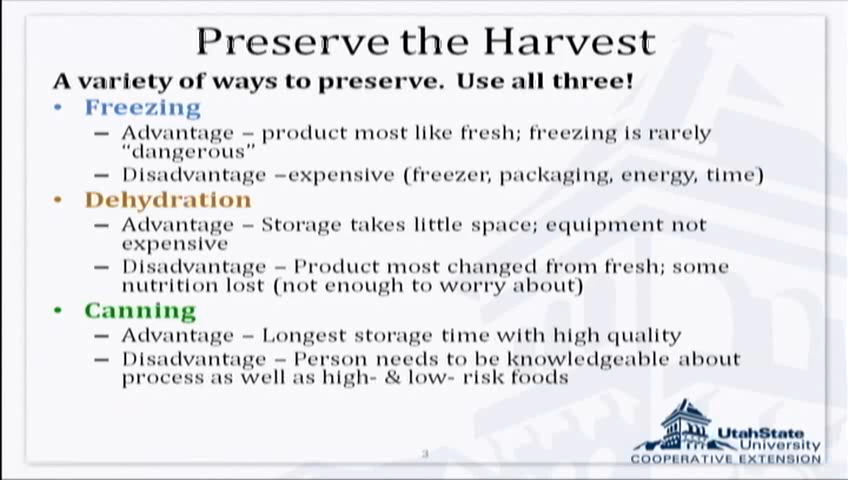 Preserve the Harvest
A variety of ways to preserve.  Use all three!
• Freezing
– Advantage – product most like fresh; freezing is rarely
“dangerous”
– Disadvantage –expensive (freezer, packaging, energy, time)
• Dehydration
– Advantage – Storage takes little space; equipment not
expensive
– Disadvantage – Product most changed from fresh; some
nutrition lost (not enough to worry about)
• Canning
– Advantage – Longest storage time with high quality
– Disadvantage – Person needs to be knowledgeable about
process as well as high- & low- risk foods
3
UtahState
University
COOPERATIVE EXTENSION